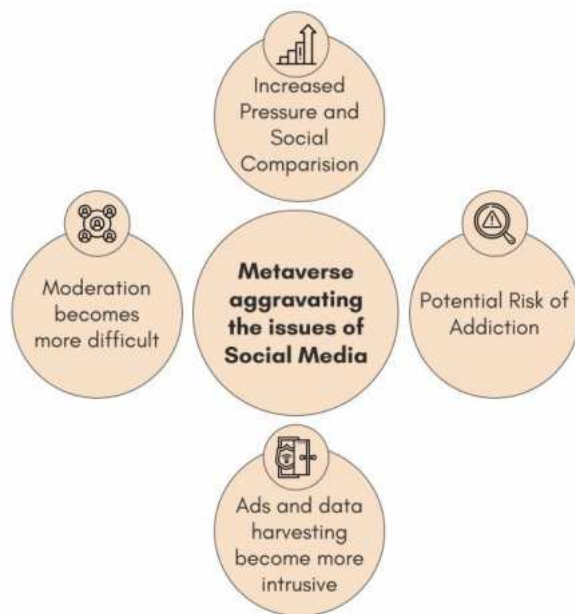 Increased
Pressure and
Social
Comparision
Moderation
becomes
more difficult
Metaverse
aggravating
the issues of
Social Media
Potential Risk of
Addiction
Ads and data
harvesting
become more
intrusive